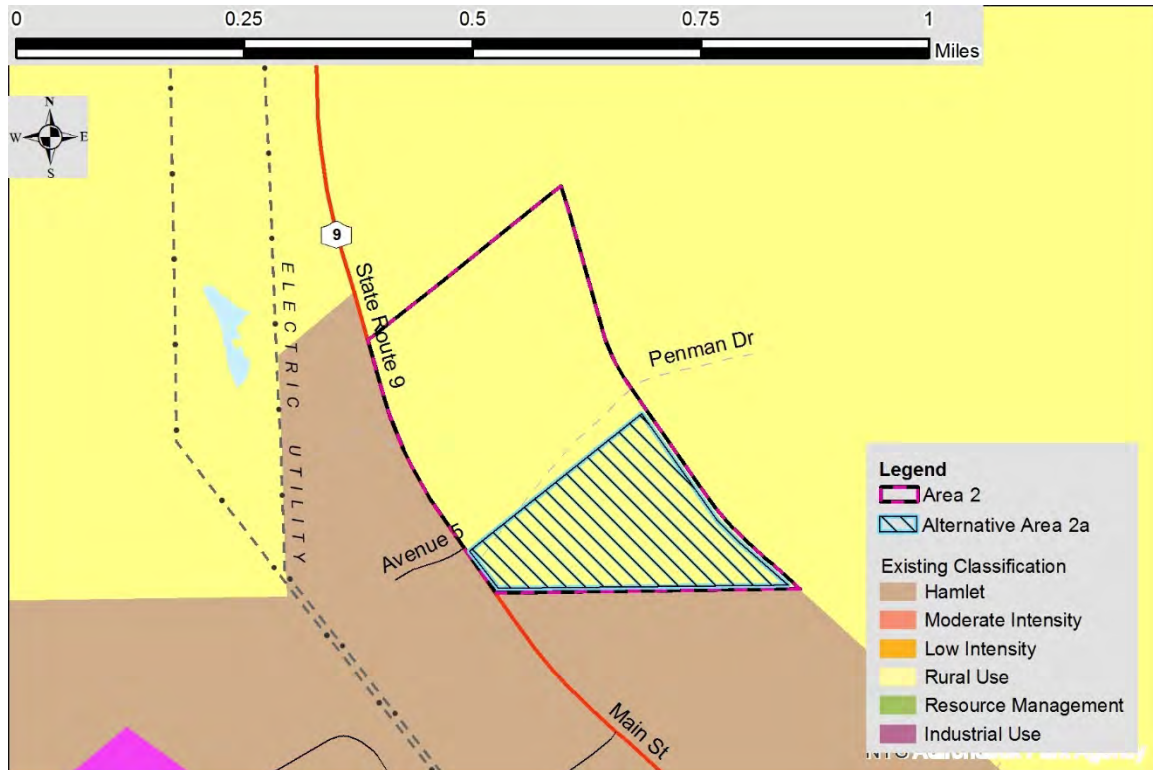 0 0.25 0.5 0.75 1
Miles
N
W E
S
9
State Route 9
ELECTRIC UTILITY
Penman Dr
Avenue 5
Main St
Legend
Area 2
Alternative Area 2a
Existing Classification
Hamlet
Moderate Intensity
Low Intensity
Rural Use
Resource Management
Industrial Use